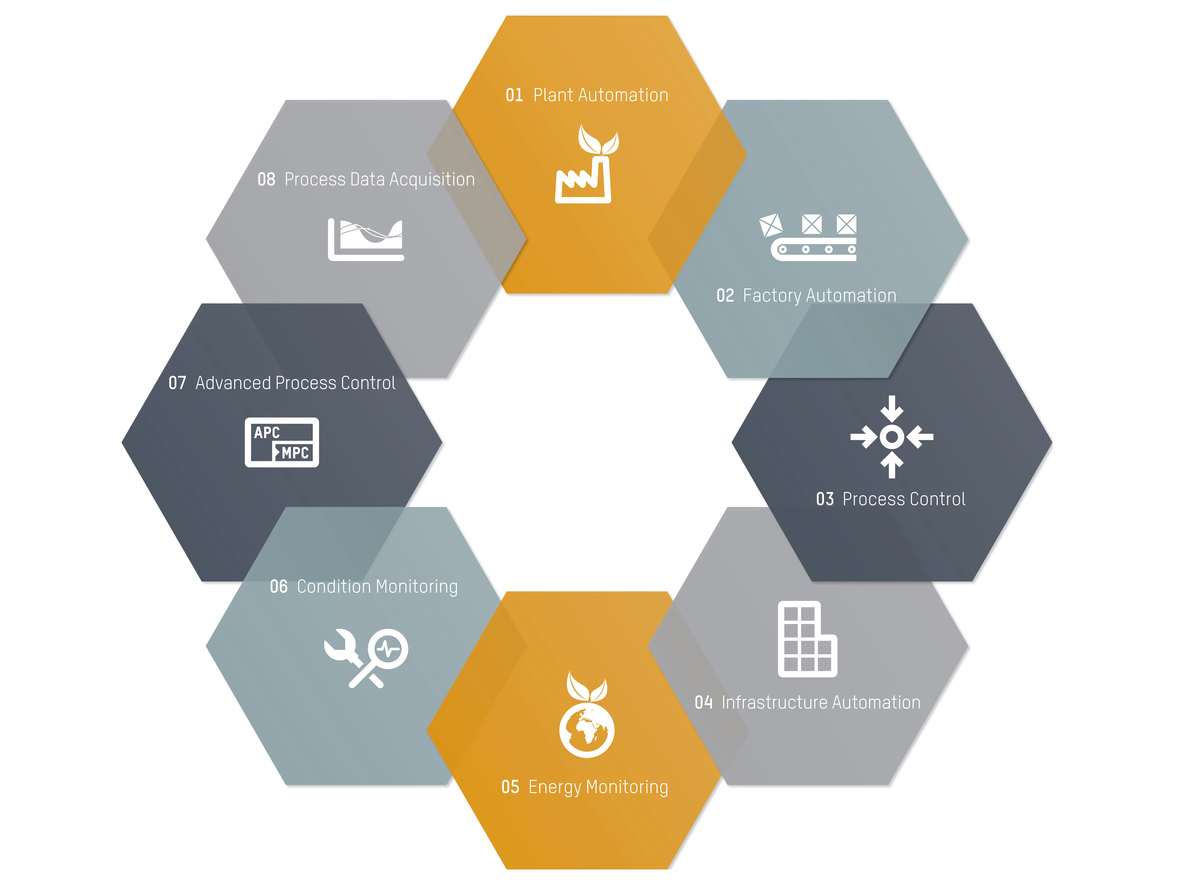 01 Plant Automation
02 Factory Automation
03 Process Control
04 Infrastructure Automation
05 Energy Monitoring
06 Condition Monitoring
07 Advanced Process Control
APC
MPC
08 Process Data Acquisition